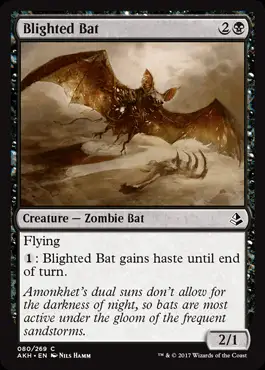 Blighted Bat 2
Creature — Zombie Bat
Flying
1: Blighted Bat gains haste until end
of turn.
Amonkhet's dual suns don't allow for
the darkness of night, so bats are most
active under the gloom of the frequent
sandstorms.
2/1
080/269 C
AKH • EN Nils Hamm
™ & © 2017 Wizards of the Coast